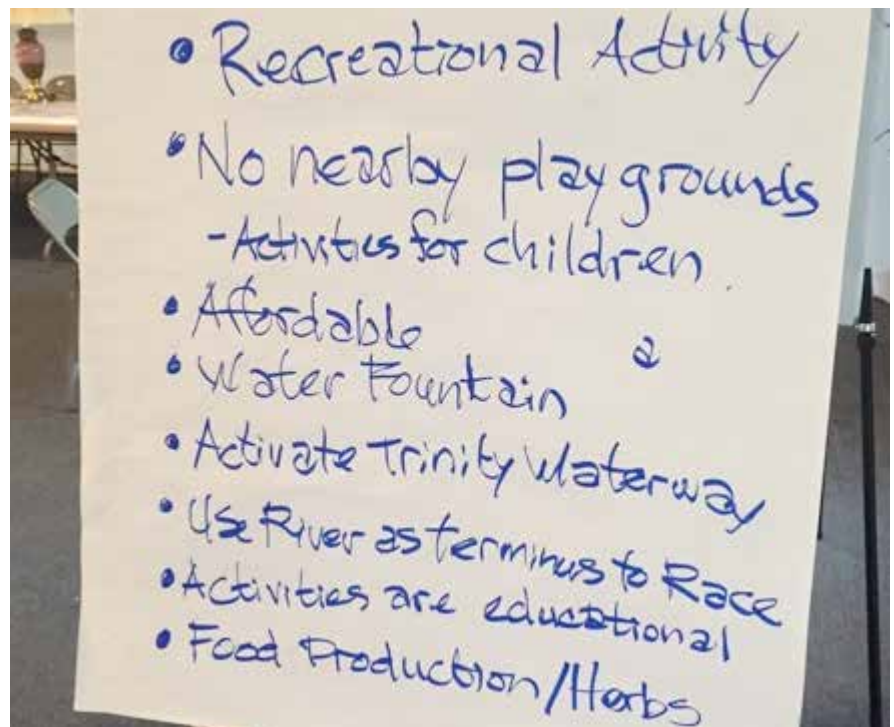 • Recreational Activity
• No nearby playgrounds
- Activities for children
• Affordable
a
• Water Fountain
• Activate Trinity Waterway
• Use River as terminus to Race
• Activities are educational
• Food Production/Herbs